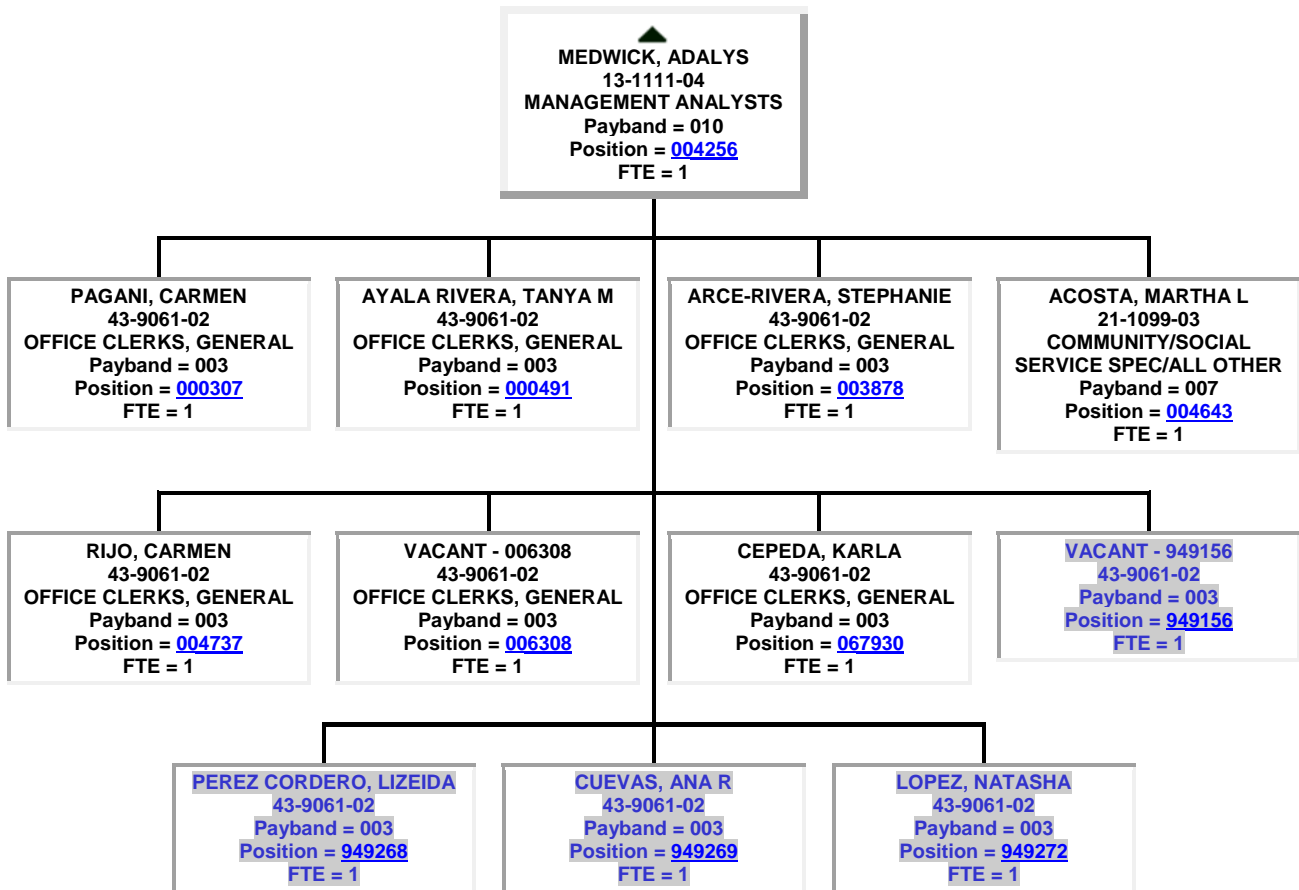 MEDWICK, ADALYS
13-1111-04
MANAGEMENT ANALYSTS
Payband = 010
Position = 004256
FTE = 1
PAGANI, CARMEN
43-9061-02
OFFICE CLERKS, GENERAL
Payband = 003
Position = 000307
FTE = 1
AYALA RIVERA, TANYA M
43-9061-02
OFFICE CLERKS, GENERAL
Payband = 003
Position = 000491
FTE = 1
ARCE-RIVERA, STEPHANIE
43-9061-02
OFFICE CLERKS, GENERAL
Payband = 003
Position = 003878
FTE = 1
ACOSTA, MARTHA L
21-1099-03
COMMUNITY/SOCIAL
SERVICE SPEC/ALL OTHER
Payband = 007
Position = 004643
FTE = 1
RIJO, CARMEN
43-9061-02
OFFICE CLERKS, GENERAL
Payband = 003
Position = 004737
FTE = 1
VACANT - 006308
43-9061-02
OFFICE CLERKS, GENERAL
Payband = 003
Position = 006308
FTE = 1
CEPEDA, KARLA
43-9061-02
OFFICE CLERKS, GENERAL
Payband = 003
Position = 067930
FTE = 1
VACANT - 949156
43-9061-02
Payband = 003
Position = 949156
FTE = 1
PEREZ CORDERO, LIZEIDA
43-9061-02
Payband = 003
Position = 949268
FTE = 1
CUEVAS, ANA R
43-9061-02
Payband = 003
Position = 949269
FTE = 1
LOPEZ, NATASHA
43-9061-02
Payband = 003
Position = 949272
FTE = 1